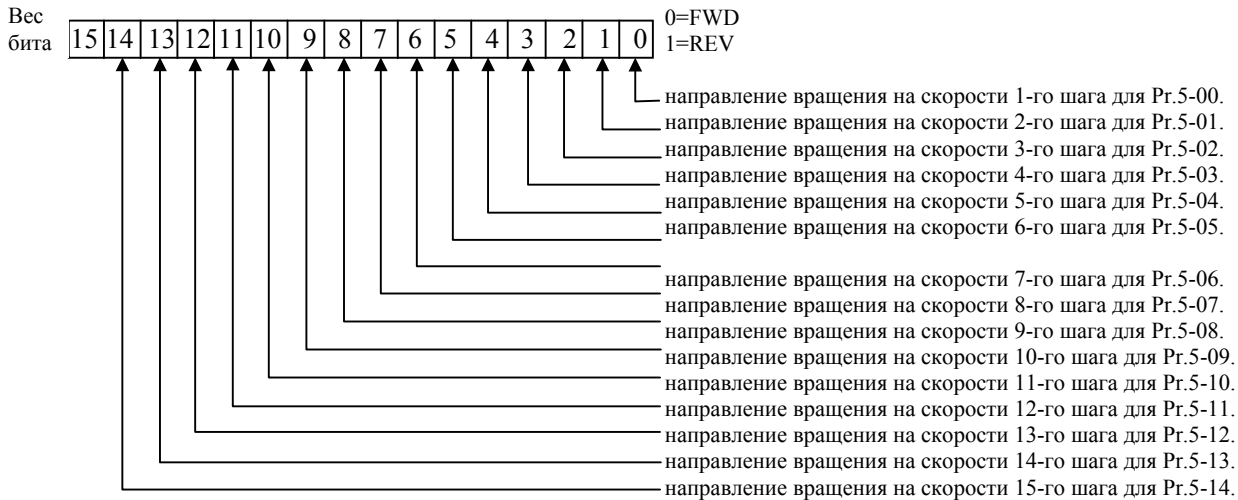 Вес
бита
15 14 13 12 11 10 9 8 7 6 5 4 3 2 1 0
0=FWD
1=REV
направление вращения на скорости 1-го шага для Pr.5-00.
направление вращения на скорости 2-го шага для Pr.5-01.
направление вращения на скорости 3-го шага для Pr.5-02.
направление вращения на скорости 4-го шага для Pr.5-03.
направление вращения на скорости 5-го шага для Pr.5-04.
направление вращения на скорости 6-го шага для Pr.5-05.
направление вращения на скорости 7-го шага для Pr.5-06.
направление вращения на скорости 8-го шага для Pr.5-07.
направление вращения на скорости 9-го шага для Pr.5-08.
направление вращения на скорости 10-го шага для Pr.5-09.
направление вращения на скорости 11-го шага для Pr.5-10.
направление вращения на скорости 12-го шага для Pr.5-11.
направление вращения на скорости 13-го шага для Pr.5-12.
направление вращения на скорости 14-го шага для Pr.5-13.
направление вращения на скорости 15-го шага для Pr.5-14.